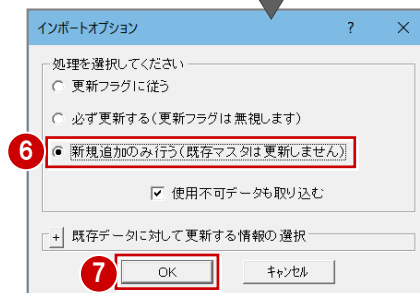 インポートオプション ? ×
処理を選択してください
更新フラグに従う
必ず更新する(更新フラグは無視します)
6 新規追加のみ行う(既存マスタは更新しません)
使用不可データも取り込む
+ 既存データに対して更新する情報の選択
7 OK キャンセル